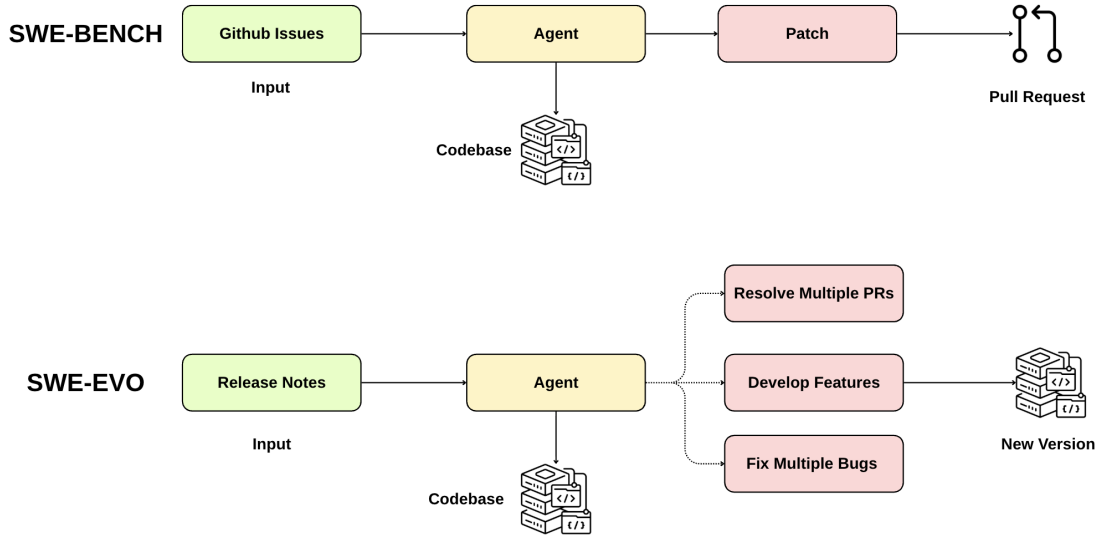 SWE-BENCH
Github Issues
Agent
Patch
Input
Pull Request
Codebase
</>
{/}
Resolve Multiple PRs
SWE-EVO
Release Notes
Agent
Develop Features
</>
{/}
Input
New Version
Fix Multiple Bugs
Codebase
</>
{/}